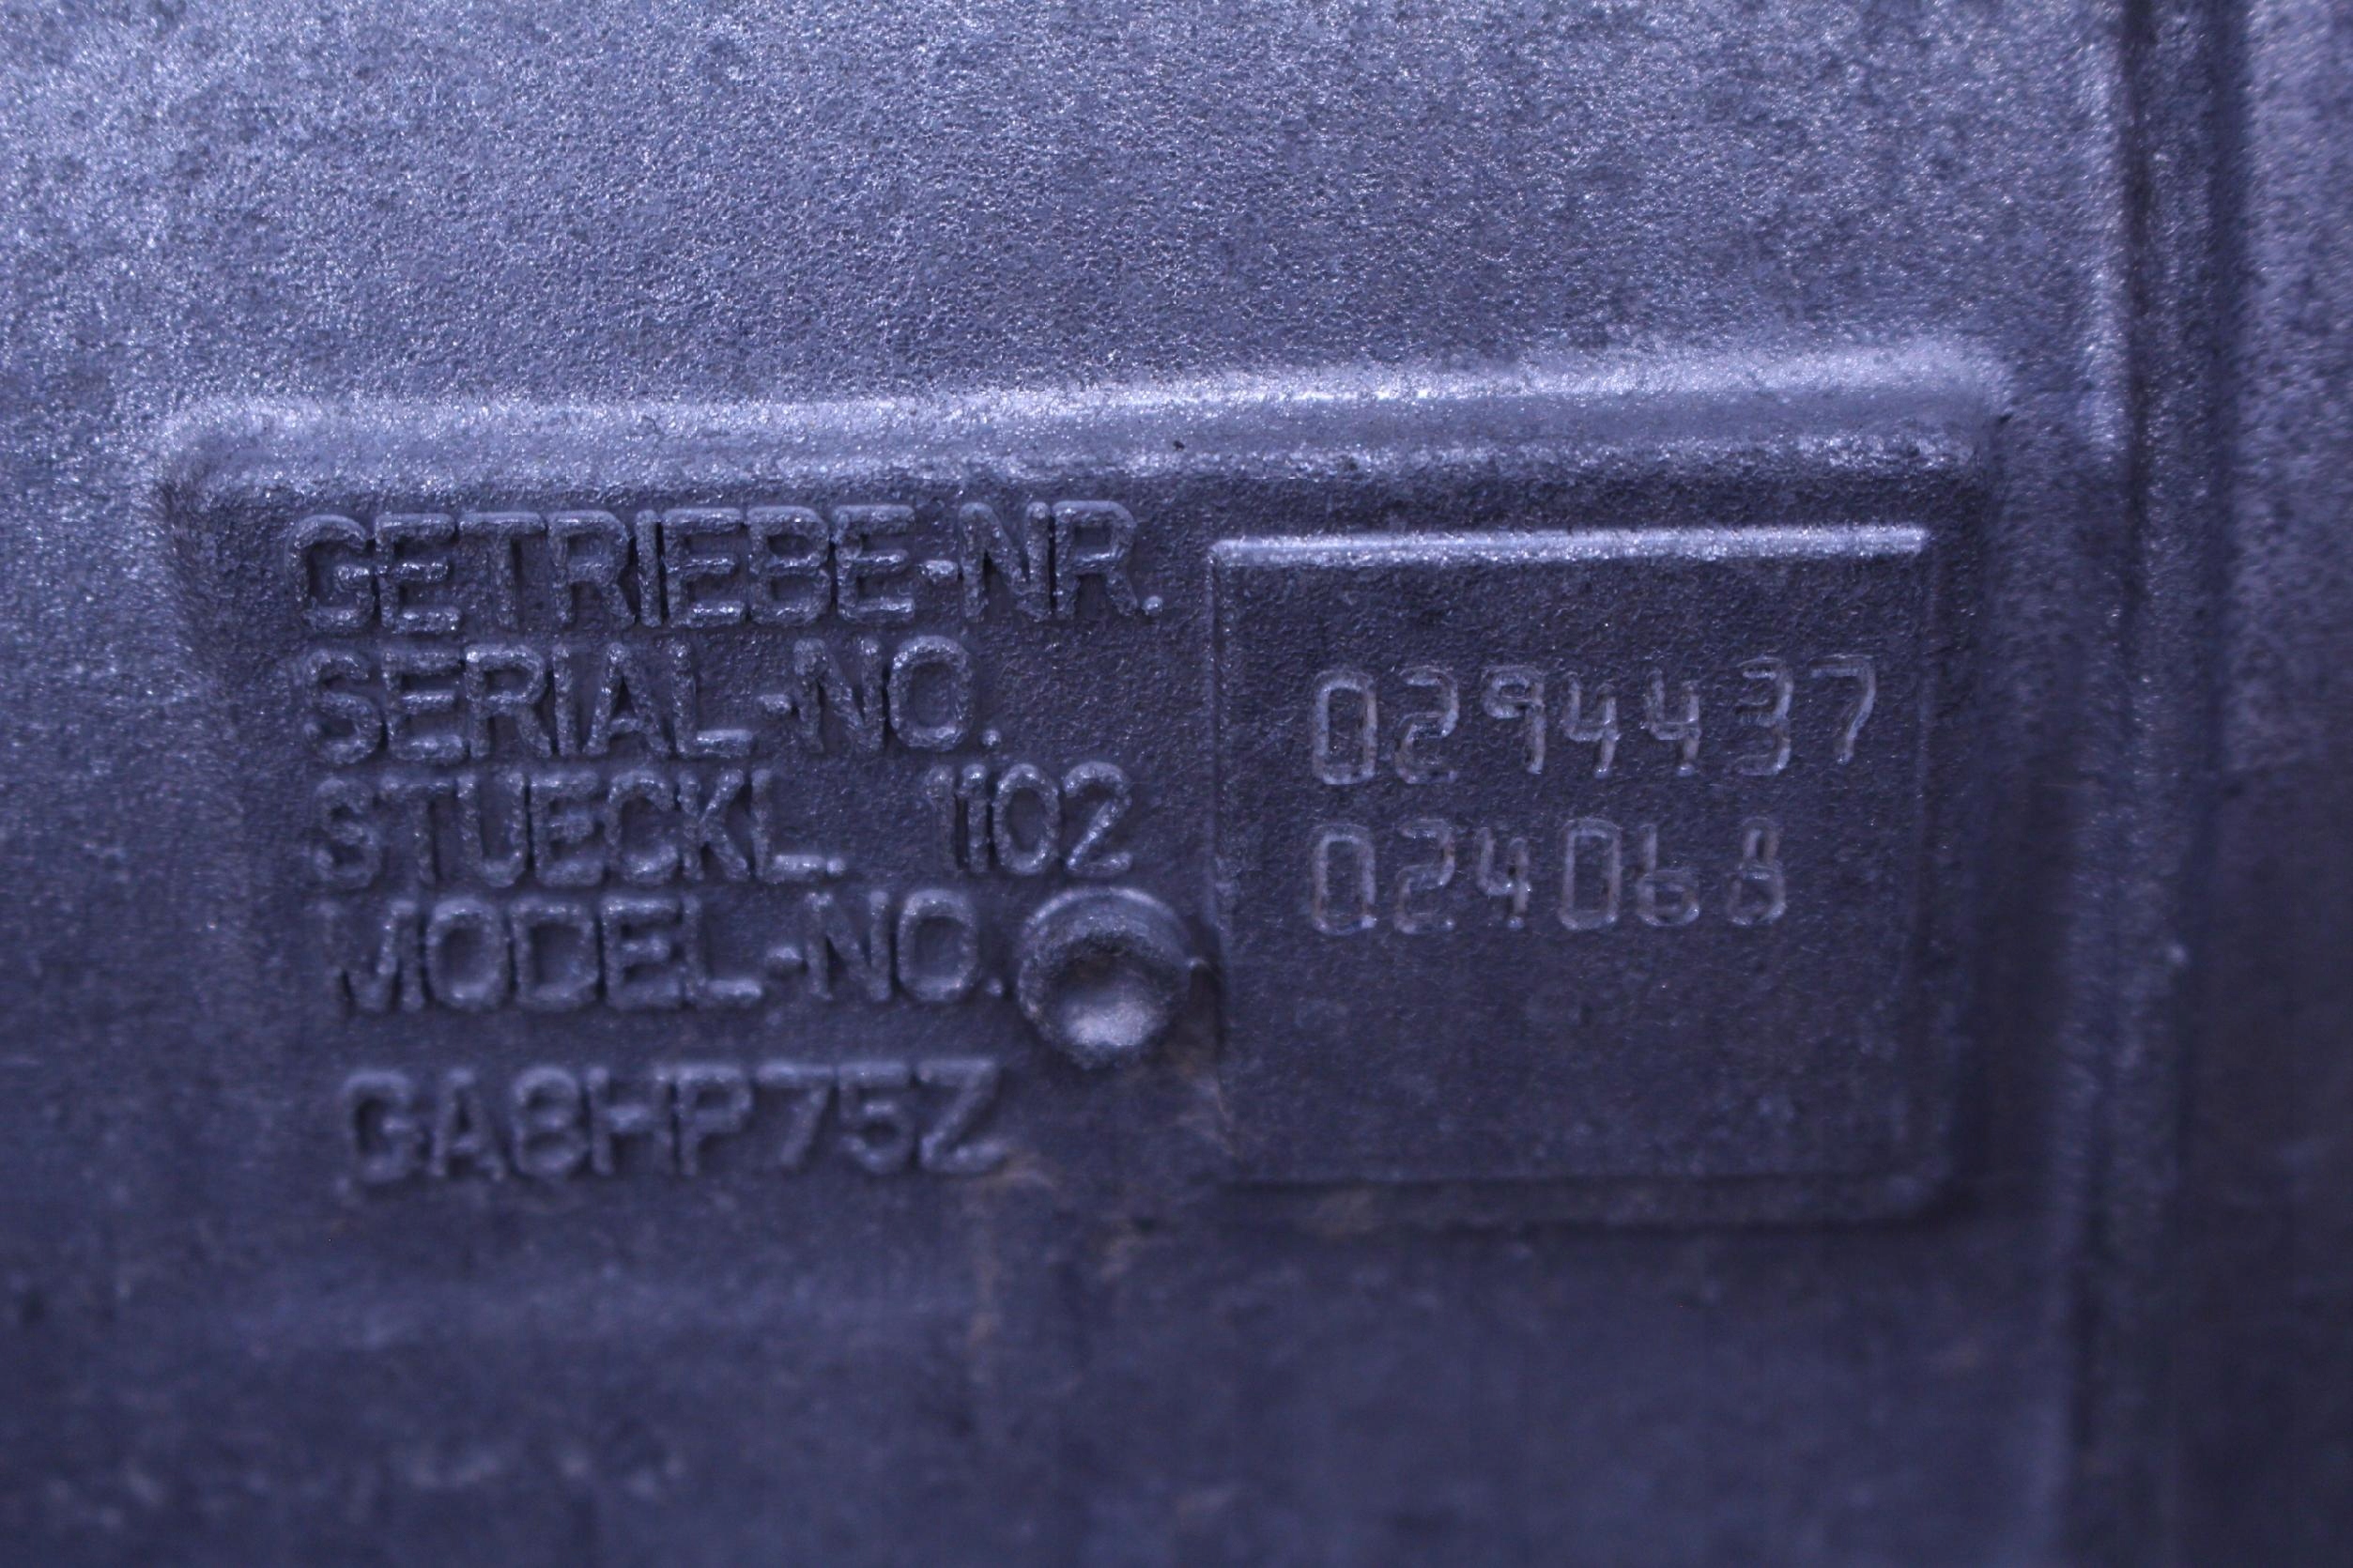 GETRIEBE-NR.
SERIAL-NO. 0294437
STUECKL. 1102
MODEL-NO. 024068
GA8HP75Z